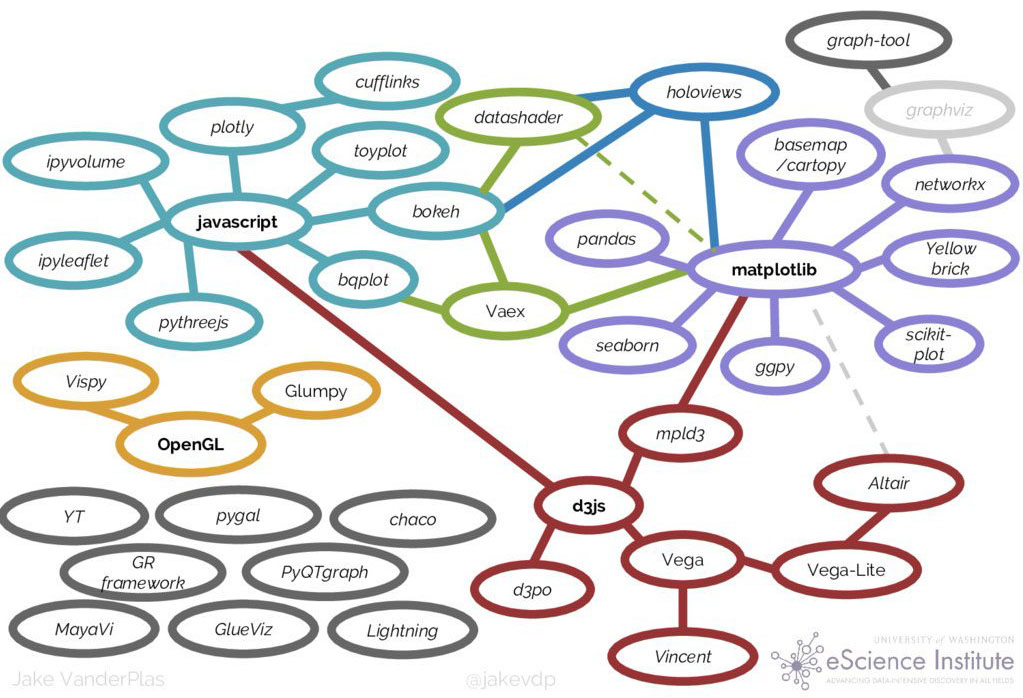 graph-tool
cufflinks
holoviews
datashader
graphviz
plotly
toyplot
basemap
/cartopy
ipyvolume
networkx
javascript
bokeh
pandas
Yellow
brick
ipyleaflet
matplotlib
bqplot
Vaex
pythreejs
seaborn
scikit-
plot
ggpy
Vispy
Glumpy
OpenGL
mpld3
Altair
d3js
YT
pygal
chaco
GR
framework
PyQTgraph
Vega
Vega-Lite
d3po
MayaVi
GlueViz
Lightning
Vincent
UNIVERSITY of WASHINGTON
eScience Institute
ADVANCING DATA-INTENSIVE DISCOVERY IN ALL FIELDS
Jake VanderPlas
@jakevdp